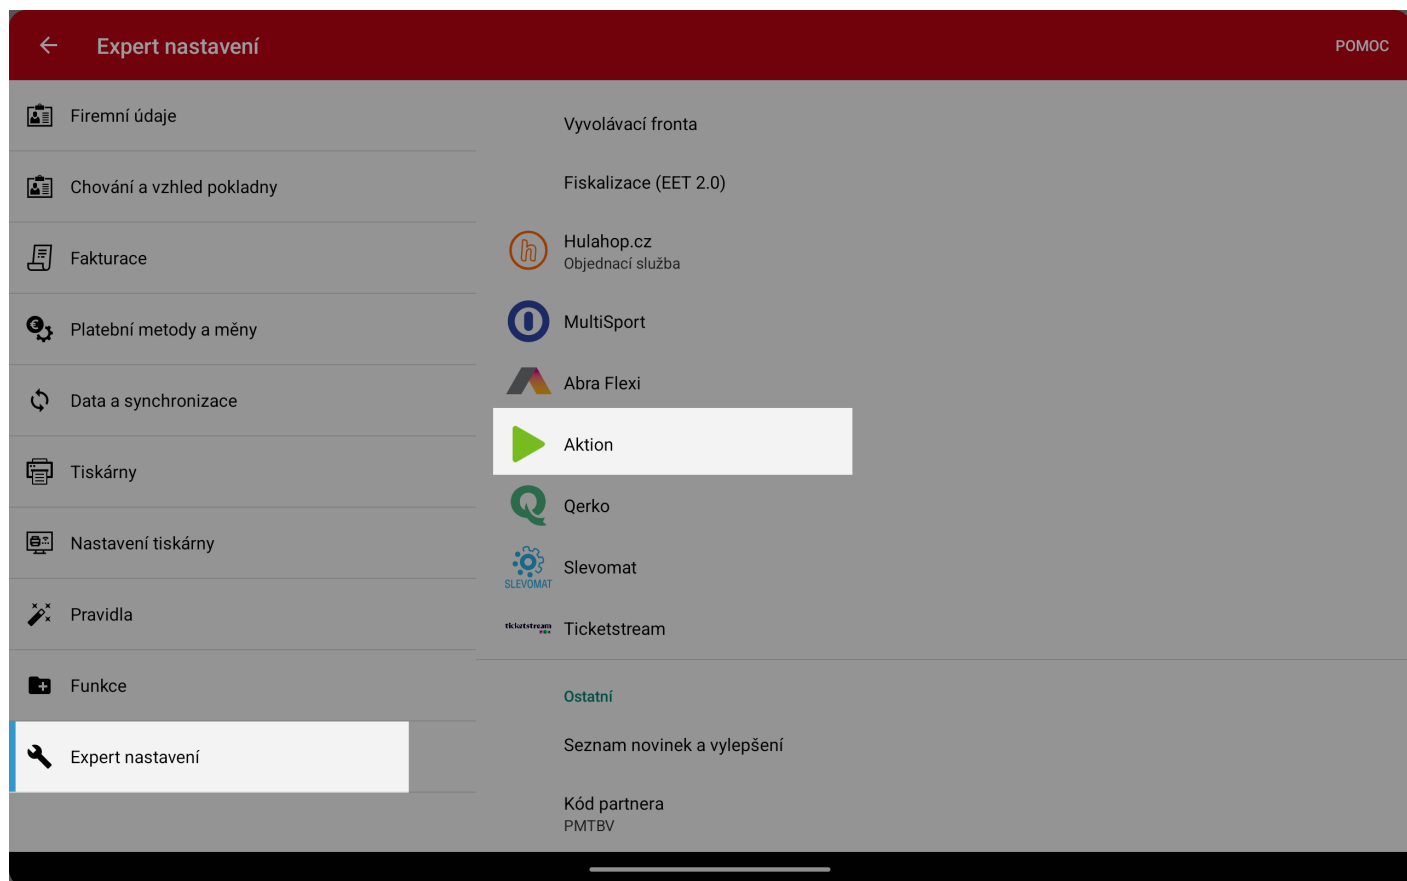 Expert nastavení
POMOC
Firemní údaje
Chování a vzhled pokladny
Fakturace
Platební metody a měny
Data a synchronizace
Tiskárny
Nastavení tiskárny
Pravidla
Funkce
Expert nastavení
Vyvolávací fronta
Fiskalizace (EET 2.0)
Hulahop.cz
Objednací služba
MultiSport
Abra Flexi
Aktion
Qerko
SLEVOMAT
Slevomat
ticketstream
Ticketstream
Ostatní
Seznam novinek a vylepšení
Kód partnera
PMTBV